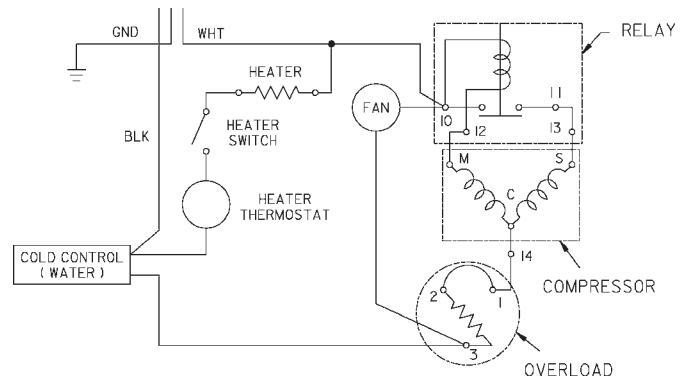 GND
WHT
RELAY
HEATER
FAN
10
11
12
13
BLK
HEATER
SWITCH
M
S
C
HEATER
THERMOSTAT
14
COLD CONTROL
( WATER )
COMPRESSOR
2
1
3
OVERLOAD